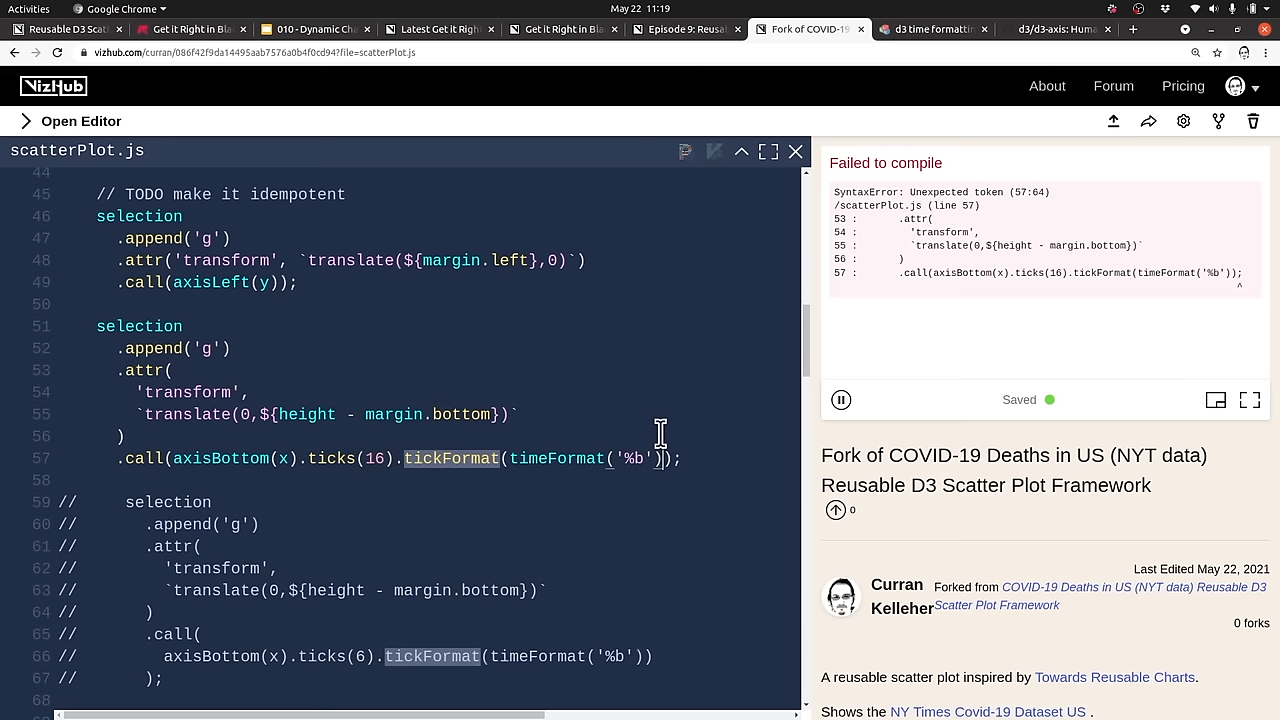 Activities
Google Chrome
May 22 11:19
Reusable D3 Scatt
Get it Right in Bla
010 - Dynamic Cha
Latest Get it Righ
Get it Right in Bla
Episode 9: Reusal
Fork of COVID-19
d3 time formattin
d3/d3-axis: Huma
vizhub.com/curran/086f42f9da14495aab7576a0b4f0cd94?file=scatterPlot.js
VizHub
About
Forum
Pricing
Open Editor
scatterPlot.js
44
45 // TODO make it idempotent
46 selection
47 .append('g')
48 .attr('transform', `translate(${margin.left},0)`)
49 .call(axisLeft(y));
50
51 selection
52 .append('g')
53 .attr(
54 'transform',
55 `translate(0,${height - margin.bottom})`
56 )
57 .call(axisBottom(x).ticks(16).tickFormat(timeFormat('%b'));
58
59 // selection
60 // .append('g')
61 // .attr(
62 // 'transform',
63 // `translate(0,${height - margin.bottom})`
64 // )
65 // .call(
66 // axisBottom(x).ticks(6).tickFormat(timeFormat('%b'))
67 // );
68
Failed to compile
SyntaxError: Unexpected token (57:64)
/scatterPlot.js (line 57)
53 : .attr(
54 : 'transform',
55 : `translate(0,${height - margin.bottom})`
56 : )
57 : .call(axisBottom(x).ticks(16).tickFormat(timeFormat('%b'));
^
Saved
Fork of COVID-19 Deaths in US (NYT data)
Reusable D3 Scatter Plot Framework
0
Last Edited May 22, 2021
Curran
Kelleher
Forked from COVID-19 Deaths in US (NYT data) Reusable D3
Scatter Plot Framework
0 forks
A reusable scatter plot inspired by Towards Reusable Charts.
Shows the NY Times Covid-19 Dataset US .